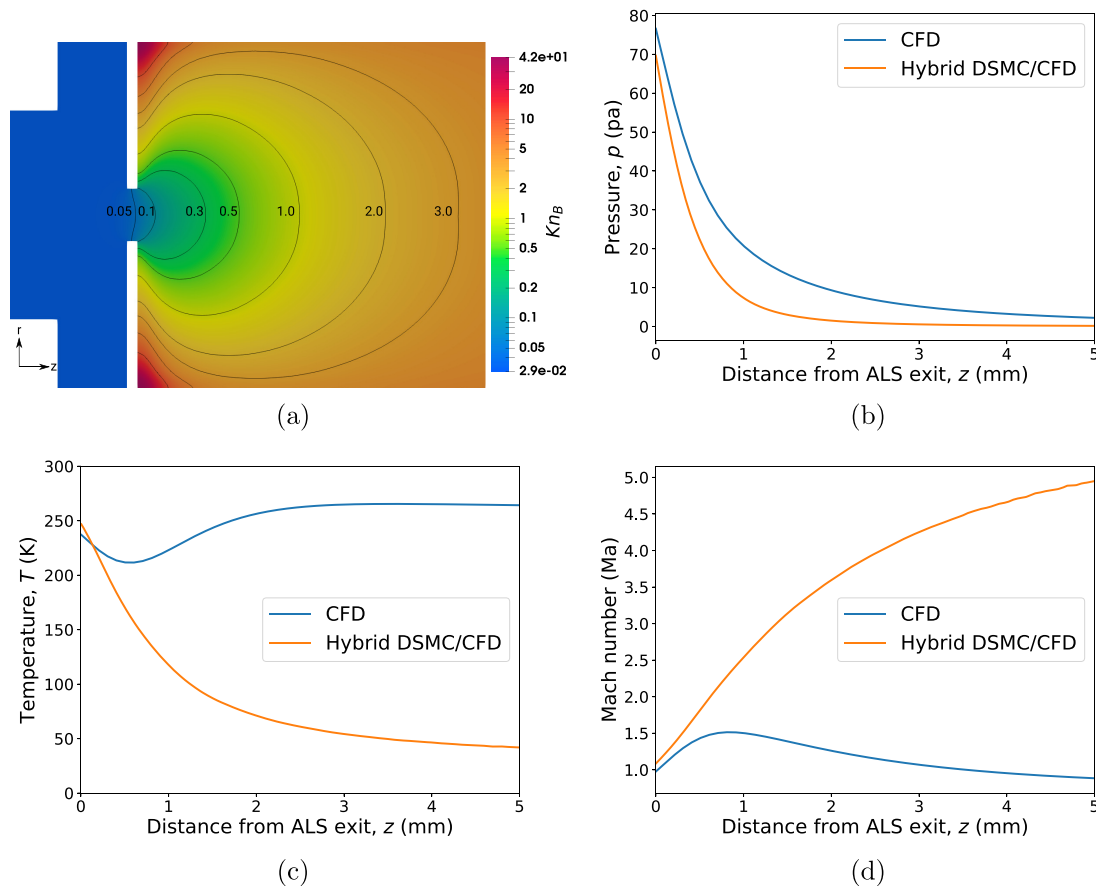 4.2e+01
20
10
5
2
1
0.5
0.2
0.1
0.05
2.9e-02
Kn_B
0.05 0.1 0.3 0.5 1.0 2.0 3.0
r
z
(a)
80
70
60
50
40
30
20
10
0
Pressure, p (pa)
CFD
Hybrid DSMC/CFD
0 1 2 3 4 5
Distance from ALS exit, z (mm)
(b)
300
250
200
150
100
50
0
Temperature, T (K)
CFD
Hybrid DSMC/CFD
0 1 2 3 4 5
Distance from ALS exit, z (mm)
(c)
5.0
4.5
4.0
3.5
3.0
2.5
2.0
1.5
1.0
Mach number (Ma)
CFD
Hybrid DSMC/CFD
0 1 2 3 4 5
Distance from ALS exit, z (mm)
(d)